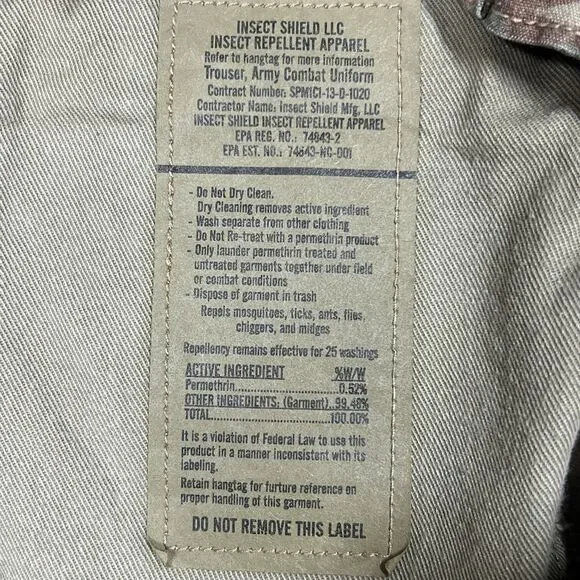 INSECT SHIELD LLC
INSECT REPELLENT APPAREL
Refer to hangtag for more information
Trouser, Army Combat Uniform
Contract Number: SPM1C1-13-D-1020
Contractor Name: Insect Shield Mfg, LLC
INSECT SHIELD INSECT REPELLENT APPAREL
EPA REG. NO.: 74843-2
EPA EST. NO.: 74843-NC-001
- Do Not Dry Clean.
Dry Cleaning removes active ingredient
- Wash separate from other clothing
- Do Not Re-treat with a permethrin product
- Only launder permethrin treated and
untreated garments together under field
or combat conditions
- Dispose of garment in trash
Repels mosquitoes, ticks, ants, flies,
chiggers, and midges
Repellency remains effective for 25 washings
ACTIVE INGREDIENT %W/W
Permethrin....................0.52%
OTHER INGREDIENTS: (Garment)..99.48%
TOTAL.........................100.00%
It is a violation of Federal Law to use this
product in a manner inconsistent with its
labeling.
Retain hangtag for furture reference on
proper handling of this garment.
DO NOT REMOVE THIS LABEL